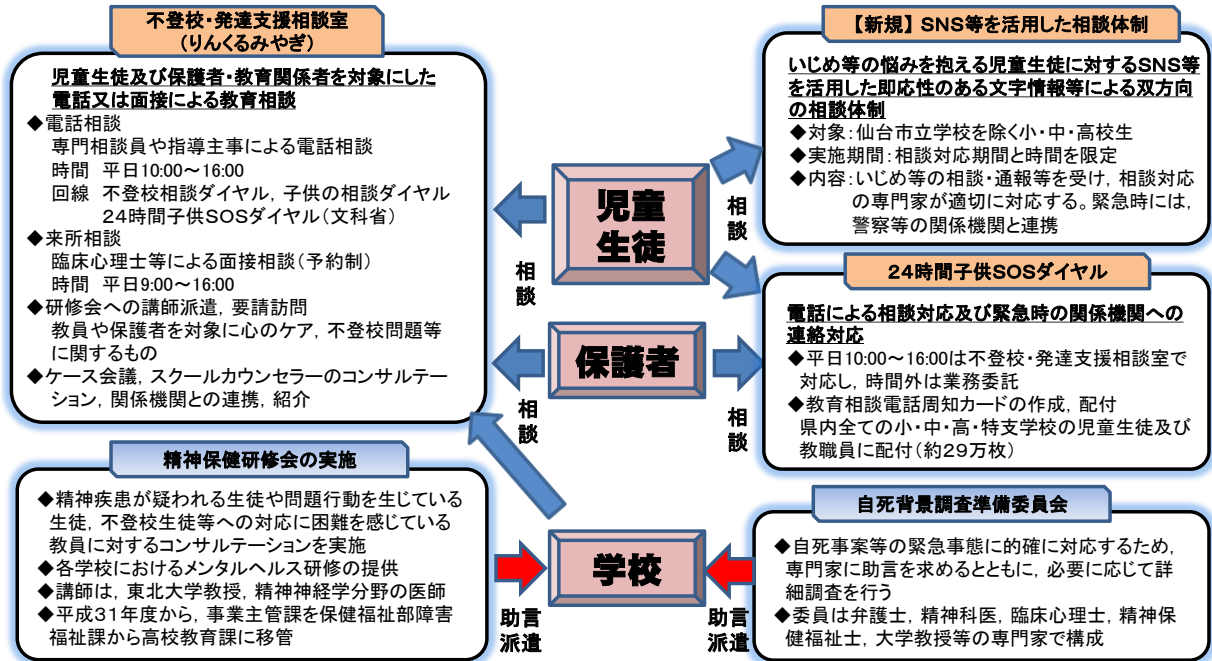 不登校・発達支援相談室
(りんくるみやぎ)
児童生徒及び保護者・教育関係者を対象にした
電話又は面接による教育相談
◆電話相談
専門相談員や指導主事による電話相談
時間 平日10:00~16:00
回線 不登校相談ダイヤル，子供の相談ダイヤル
24時間子供SOSダイヤル(文科省)
◆来所相談
臨床心理士等による面接相談(予約制)
時間 平日9:00~16:00
◆研修会への講師派遣，要請訪問
教員や保護者を対象に心のケア，不登校問題等
に関するもの
◆ケース会議，スクールカウンセラーのコンサルテー
ション，関係機関との連携，紹介
精神保健研修会の実施
◆精神疾患が疑われる生徒や問題行動を生じている
生徒，不登校生徒等への対応に困難を感じている
教員に対するコンサルテーションを実施
◆各学校におけるメンタルヘルス研修の提供
◆講師は，東北大学教授，精神神経学分野の医師
◆平成31年度から，事業主管課を保健福祉部障害
福祉課から高校教育課に移管
児童
生徒
相談
相談
保護者
相談
相談
学校
助言
派遣
助言
派遣
【新規】SNS等を活用した相談体制
いじめ等の悩みを抱える児童生徒に対するSNS等
を活用した即応性のある文字情報等による双方向
の相談体制
◆対象：仙台市立学校を除く小・中・高校生
◆実施期間：相談対応期間と時間を限定
◆内容：いじめ等の相談・通報等を受け，相談対応
の専門家が適切に対応する。緊急時には，
警察等の関係機関と連携
24時間子供SOSダイヤル
電話による相談対応及び緊急時の関係機関への
連絡対応
◆平日10:00~16:00は不登校・発達支援相談室で
対応し，時間外は業務委託
◆教育相談電話周知カードの作成，配付
県内全ての小・中・高・特支学校の児童生徒及び
教職員に配付(約29万枚)
自死背景調査準備委員会
◆自死事案等の緊急事態に的確に対応するため，
専門家に助言を求めるとともに，必要に応じて詳
細調査を行う
◆委員は弁護士，精神科医，臨床心理士，精神保
健福祉士，大学教授等の専門家で構成